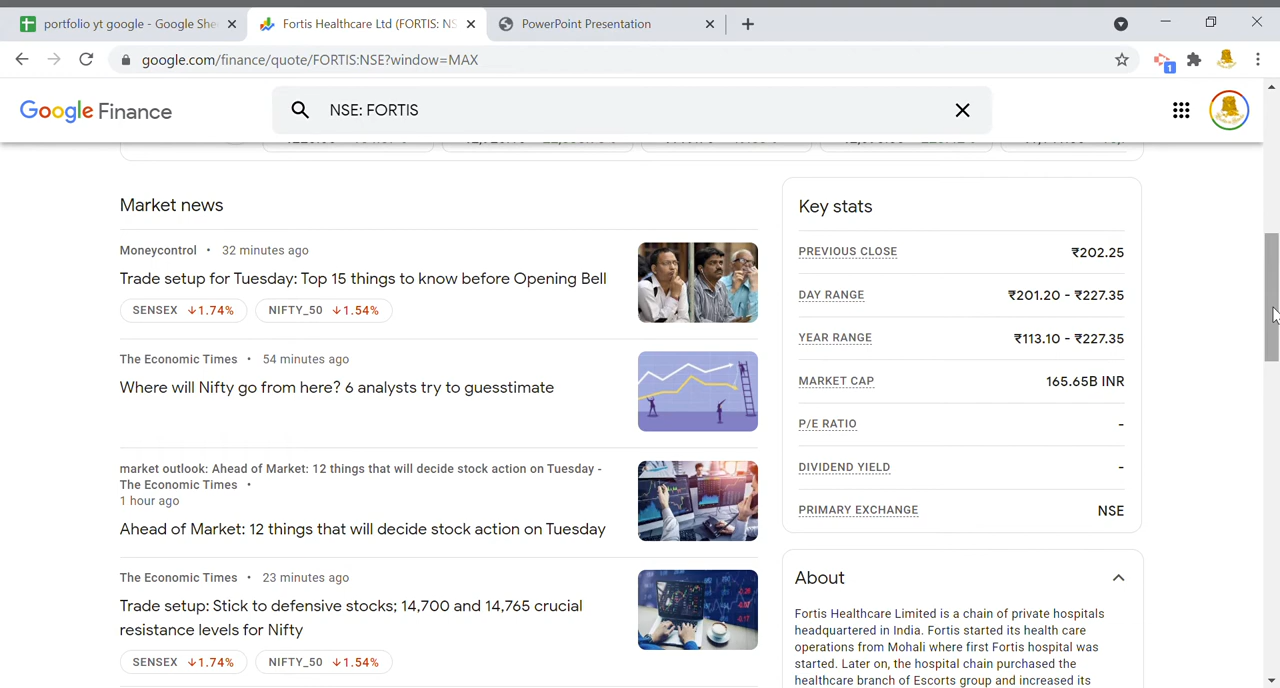 portfolio yt google - Google She
Fortis Healthcare Ltd (FORTIS: NS
PowerPoint Presentation
google.com/finance/quote/FORTIS:NSE?window=MAX
1
Google Finance
NSE: FORTIS
Market news
Moneycontrol • 32 minutes ago
Trade setup for Tuesday: Top 15 things to know before Opening Bell
SENSEX ↓1.74% NIFTY_50 ↓1.54%
The Economic Times • 54 minutes ago
Where will Nifty go from here? 6 analysts try to guesstimate
market outlook: Ahead of Market: 12 things that will decide stock action on Tuesday -
The Economic Times •
1 hour ago
Ahead of Market: 12 things that will decide stock action on Tuesday
The Economic Times • 23 minutes ago
Trade setup: Stick to defensive stocks; 14,700 and 14,765 crucial
resistance levels for Nifty
SENSEX ↓1.74% NIFTY_50 ↓1.54%
Key stats
PREVIOUS CLOSE ₹202.25
DAY RANGE ₹201.20 - ₹227.35
YEAR RANGE ₹113.10 - ₹227.35
MARKET CAP 165.65B INR
P/E RATIO -
DIVIDEND YIELD -
PRIMARY EXCHANGE NSE
About
Fortis Healthcare Limited is a chain of private hospitals
headquartered in India. Fortis started its health care
operations from Mohali where first Fortis hospital was
started. Later on, the hospital chain purchased the
healthcare branch of Escorts group and increased its